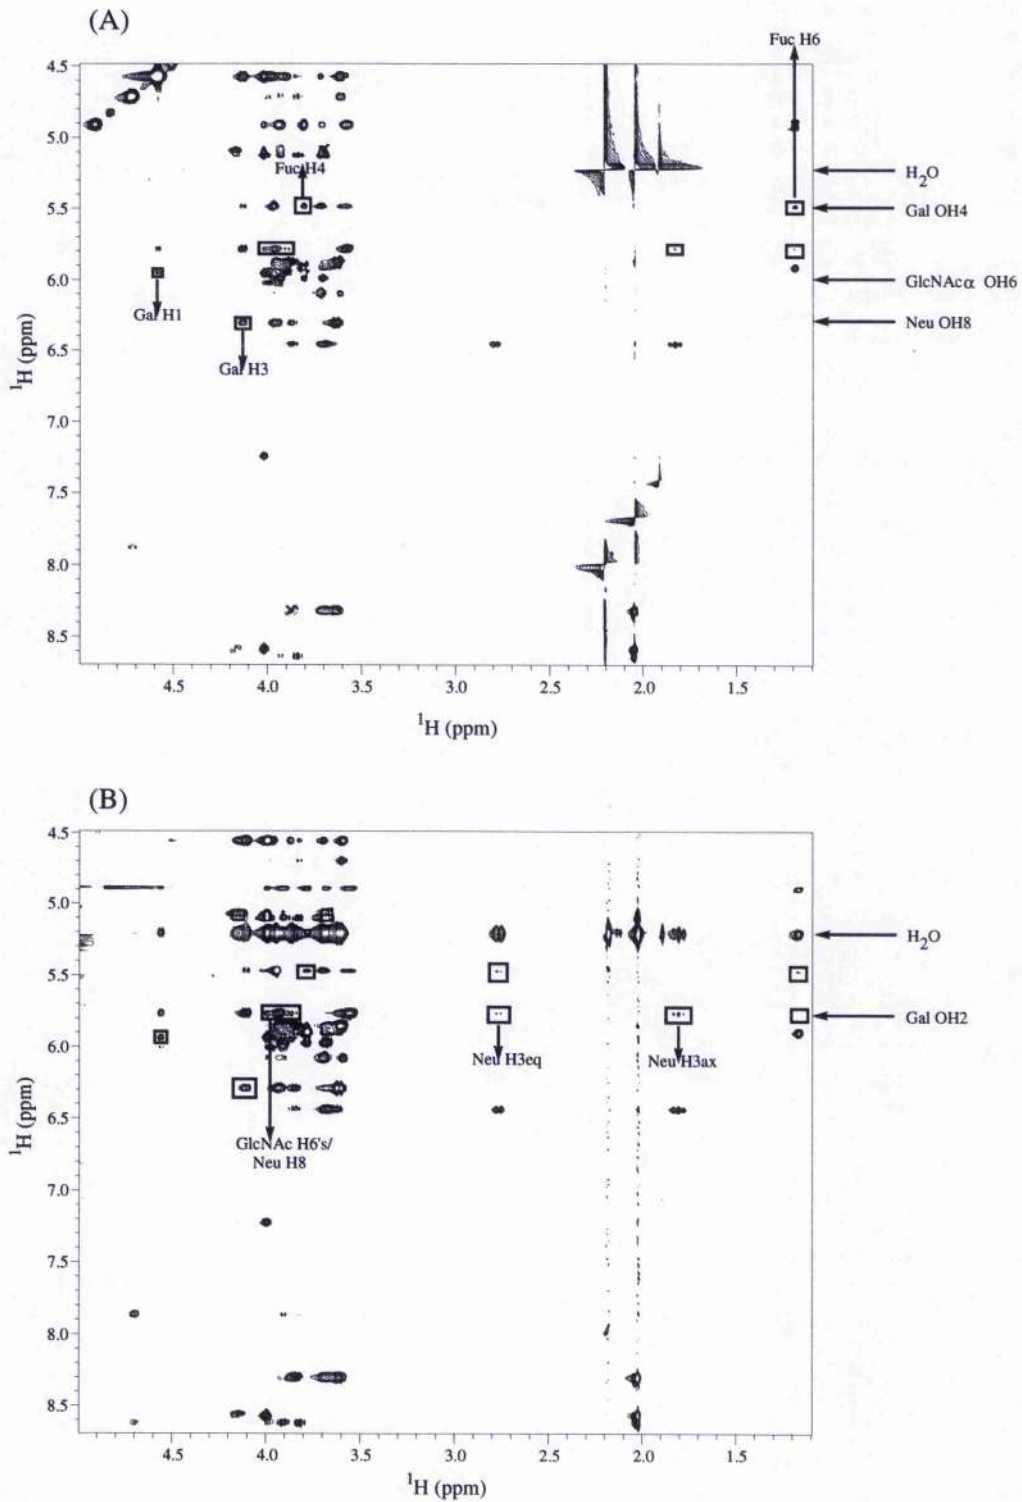 (A)
Fuc H6
4.5
5.0
Fuc H4
H2O
5.5
Gal OH4
6.0
GlcNAcα OH6
Gal H1
Neu OH8
6.5
Gal H3
1H (ppm)
7.0
7.5
8.0
8.5
4.5 4.0 3.5 3.0 2.5 2.0 1.5
1H (ppm)
(B)
4.5
5.0
H2O
5.5
Gal OH2
6.0
Neu H3eq
Neu H3ax
6.5
GlcNAc H6's/
Neu H8
1H (ppm)
7.0
7.5
8.0
8.5
4.5 4.0 3.5 3.0 2.5 2.0 1.5
1H (ppm)